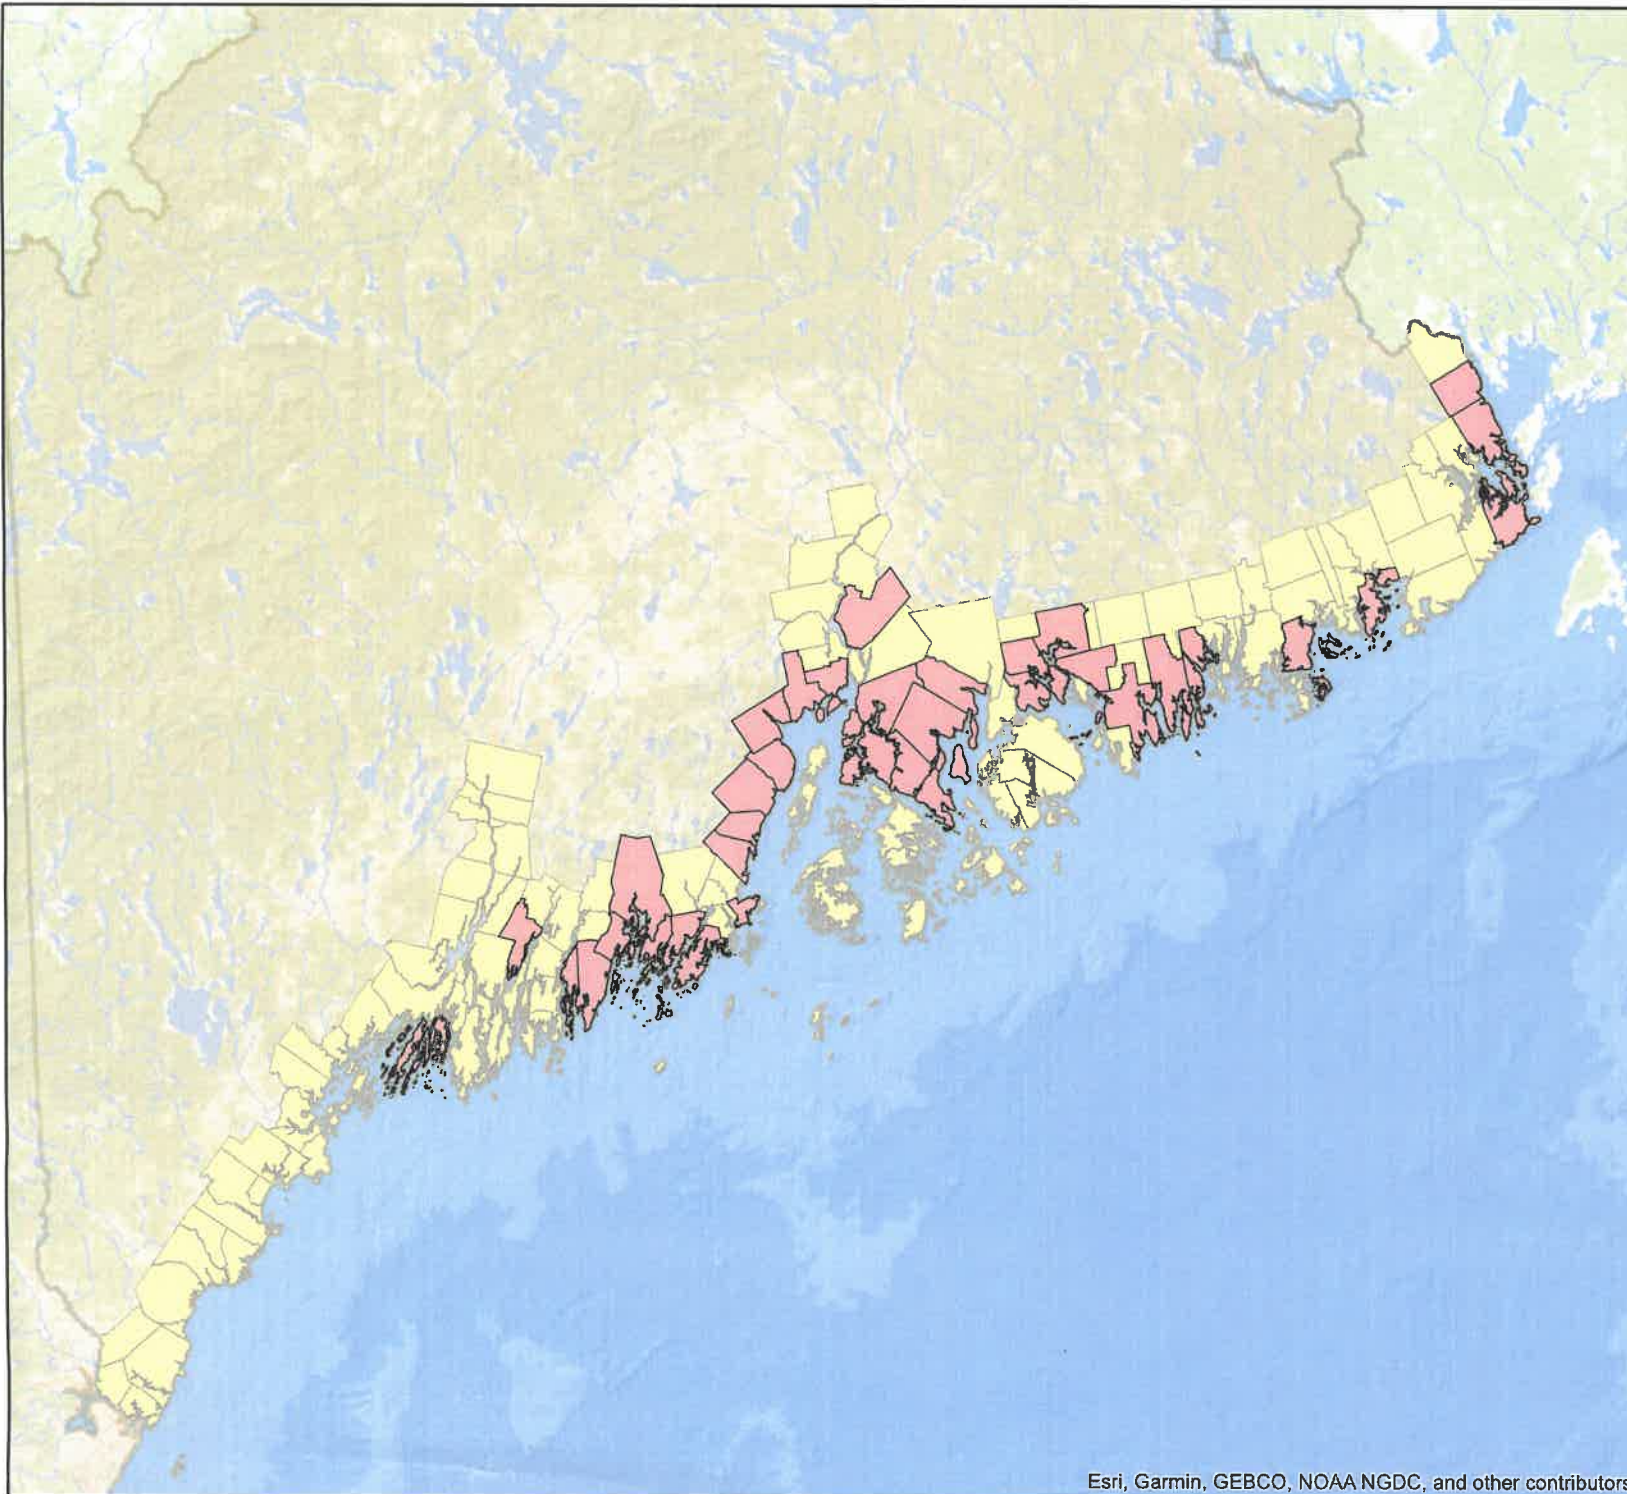 Esri, Garmin, GEBCO, NOAA NGDC, and other contributors